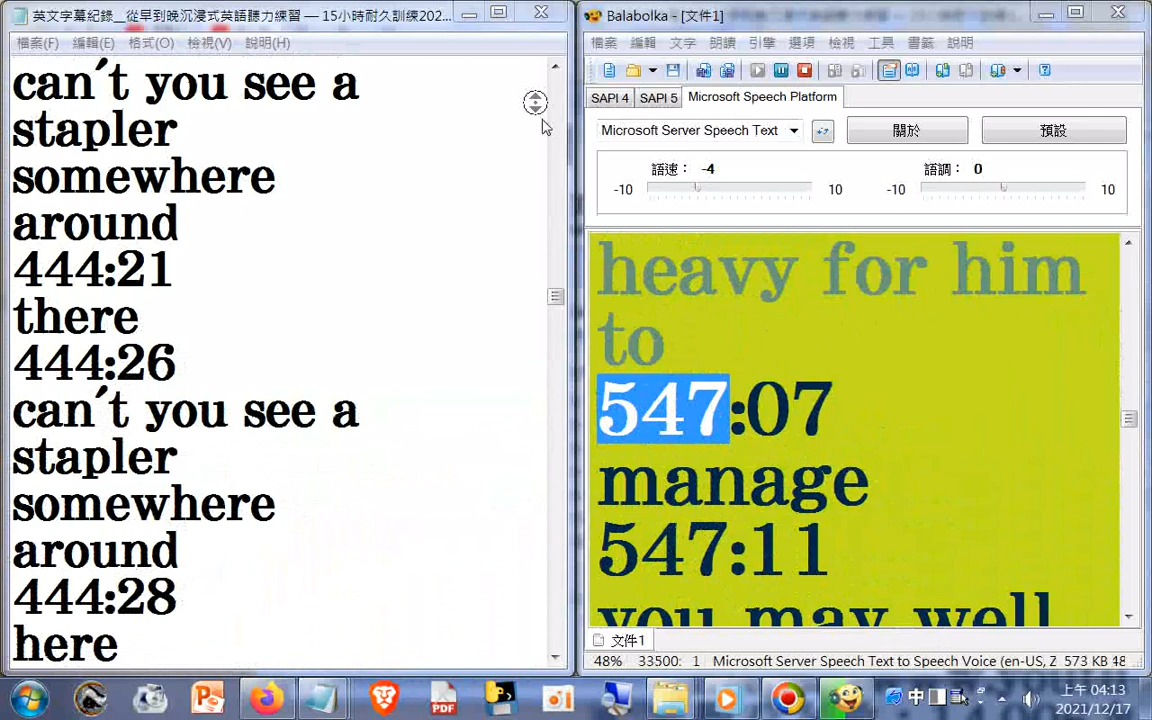 英文字幕紀錄__從早到晚沉浸式英語聽力練習 — 15小時耐久訓練202...
檔案(F) 編輯(E) 格式(O) 檢視(V) 說明(H)
can´t you see a
stapler
somewhere
around
444:21
there
444:26
can´t you see a
stapler
somewhere
around
444:28
here
Balabolka - [文件1]
檔案 編輯 文字 朗讀 引擎 選項 檢視 工具 書籤 說明
SAPI 4 SAPI 5 Microsoft Speech Platform
Microsoft Server Speech Text 關於 預設
語速： -4 語調： 0
-10 10 -10 10
heavy for him
to
547:07
manage
547:11
you may well
文件1
48% 33500: 1 Microsoft Server Speech Text to Speech Voice (en-US, Z 573 KB 48
中 上午 04:13
2021/12/17